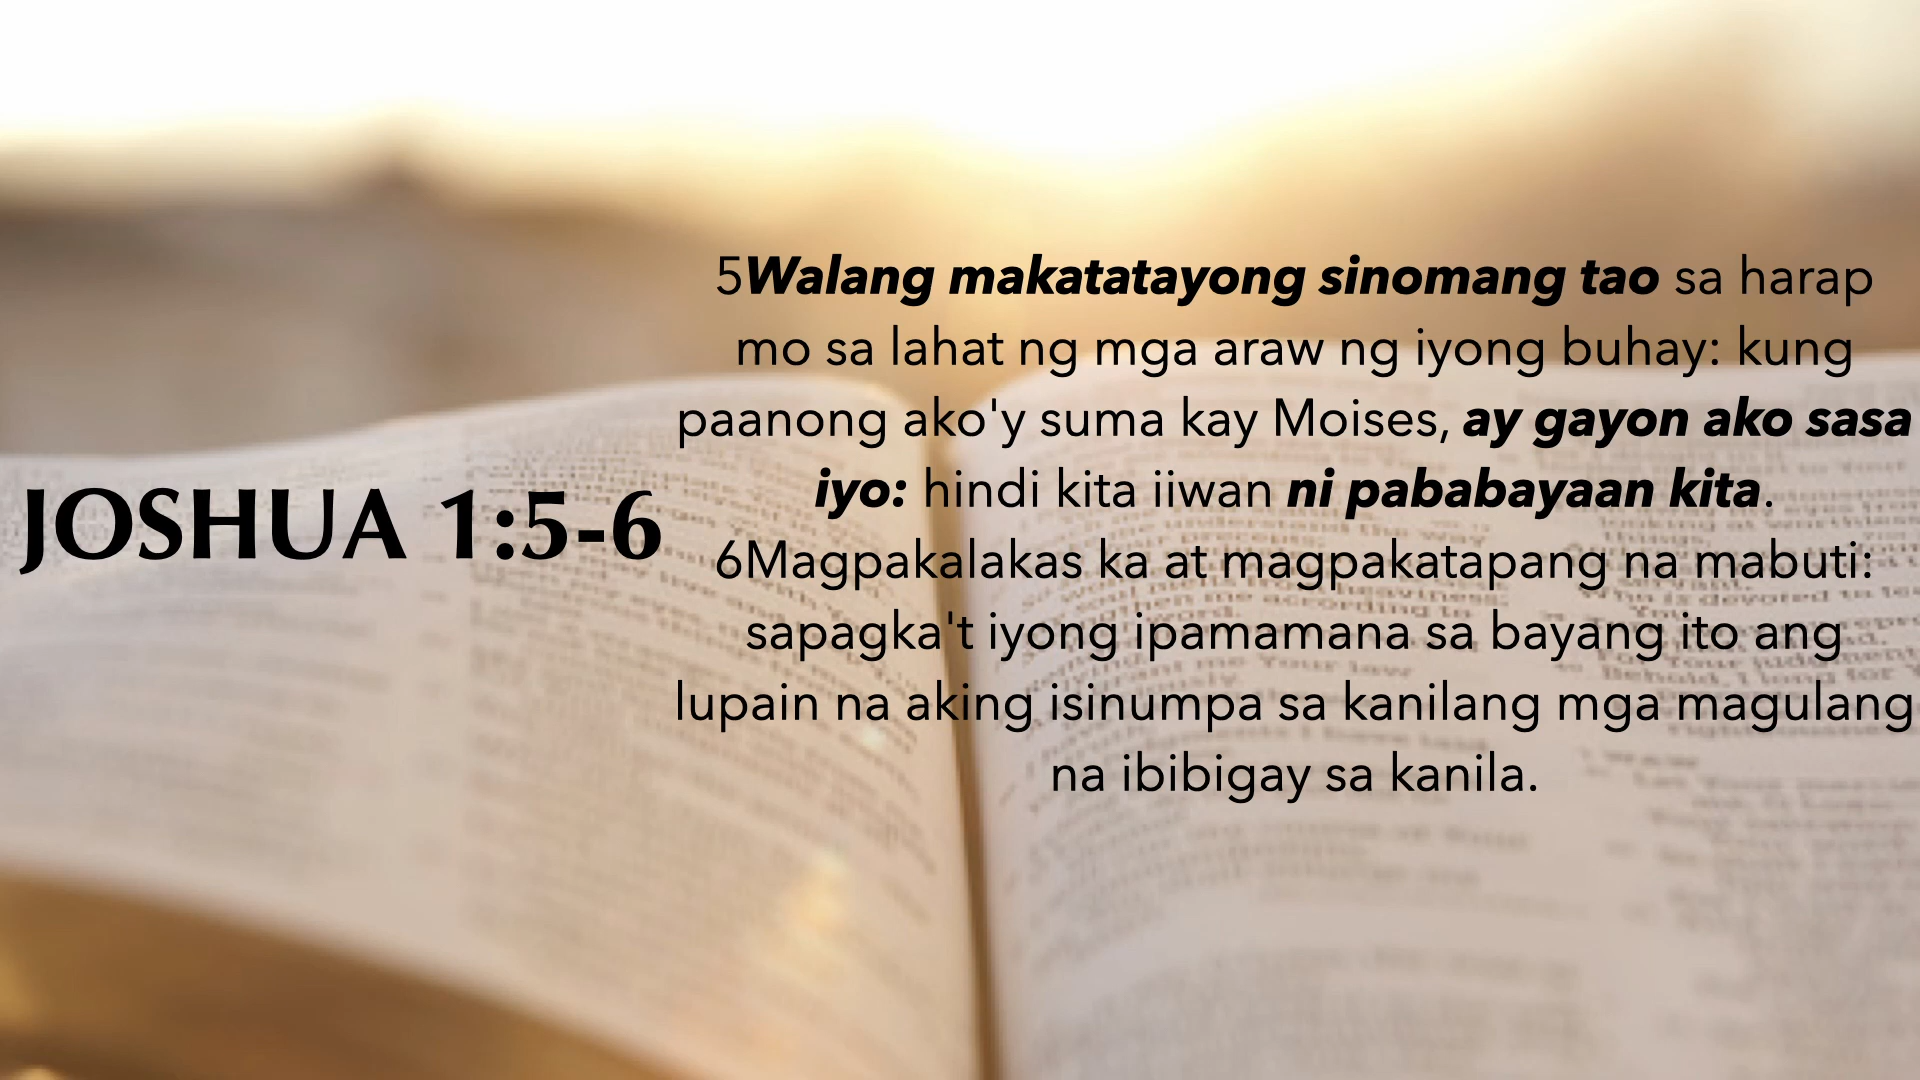 JOSHUA 1:5-6
5Walang makatatayong sinomang tao sa harap
mo sa lahat ng mga araw ng iyong buhay: kung
paanong ako'y suma kay Moises, ay gayon ako sasa
iyo: hindi kita iiwan ni pababayaan kita.
6Magpakalakas ka at magpakatapang na mabuti:
sapagka't iyong ipamamana sa bayang ito ang
lupain na aking isinumpa sa kanilang mga magulang
na ibibigay sa kanila.